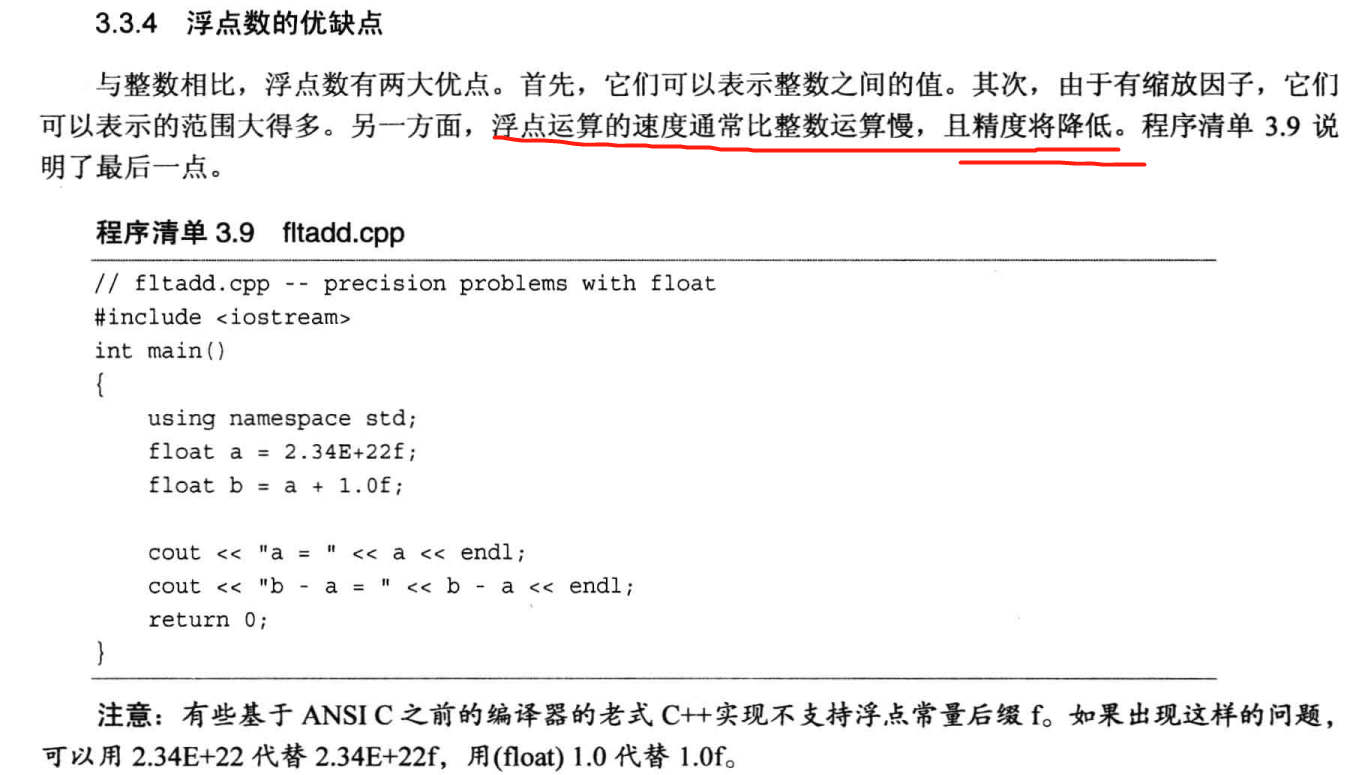 3.3.4 浮点数的优缺点
与整数相比，浮点数有两大优点。首先，它们可以表示整数之间的值。其次，由于有缩放因子，它们
可以表示的范围大得多。另一方面，浮点运算的速度通常比整数运算慢，且精度将降低。程序清单 3.9 说
明了最后一点。
程序清单 3.9 fltadd.cpp
// fltadd.cpp -- precision problems with float
#include <iostream>
int main()
{
    using namespace std;
    float a = 2.34E+22f;
    float b = a + 1.0f;
    cout << "a = " << a << endl;
    cout << "b - a = " << b - a << endl;
    return 0;
}
注意：有些基于 ANSI C 之前的编译器的老式 C++实现不支持浮点常量后缀 f。如果出现这样的问题，
可以用 2.34E+22 代替 2.34E+22f，用(float) 1.0 代替 1.0f。